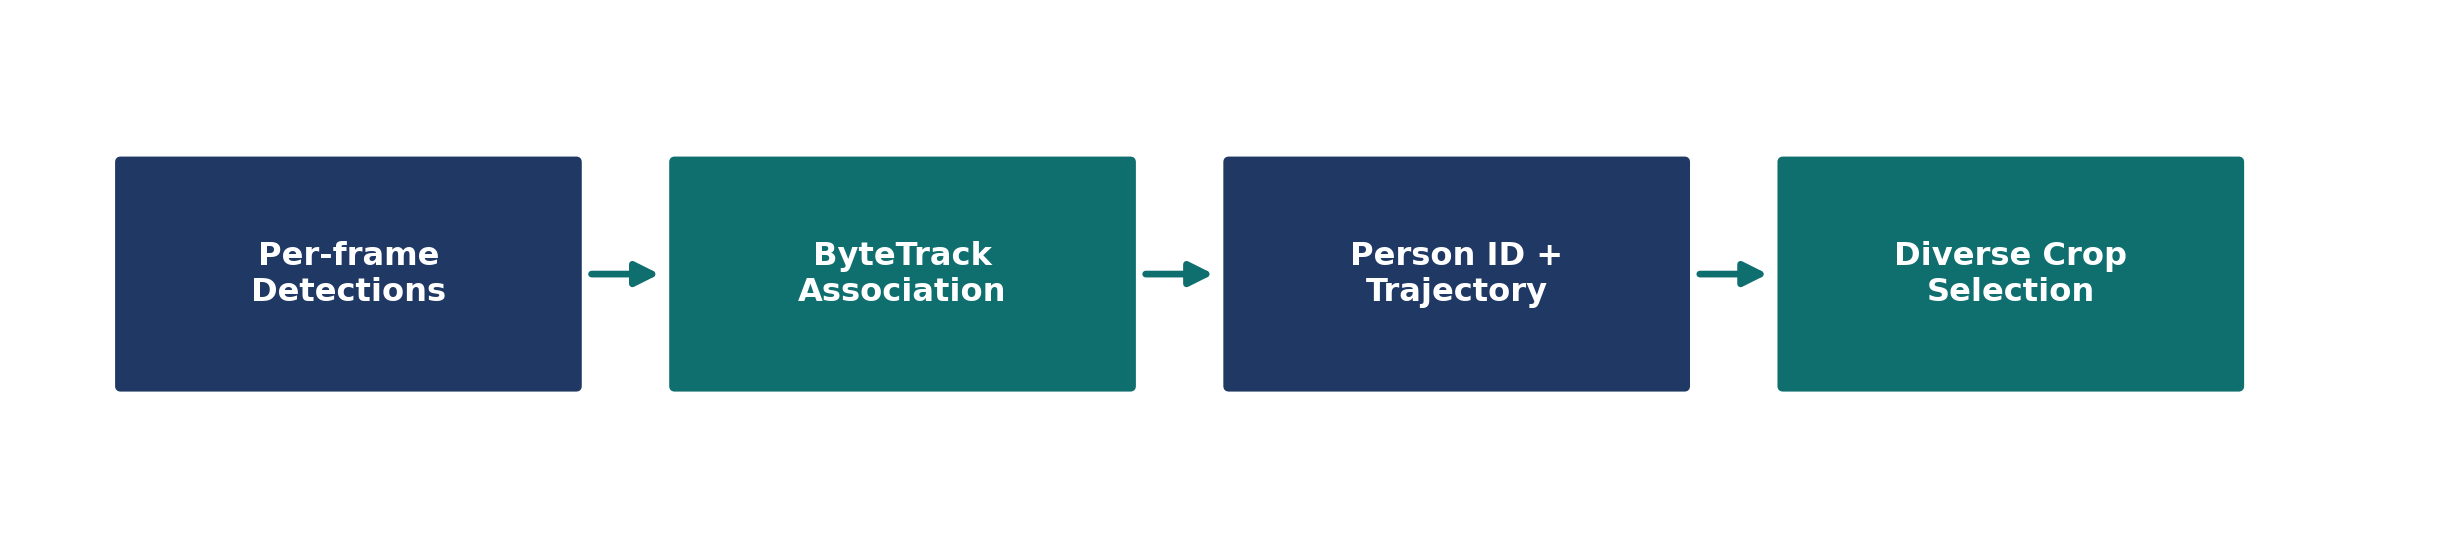 Per-frame
Detections
ByteTrack
Association
Person ID +
Trajectory
Diverse Crop
Selection